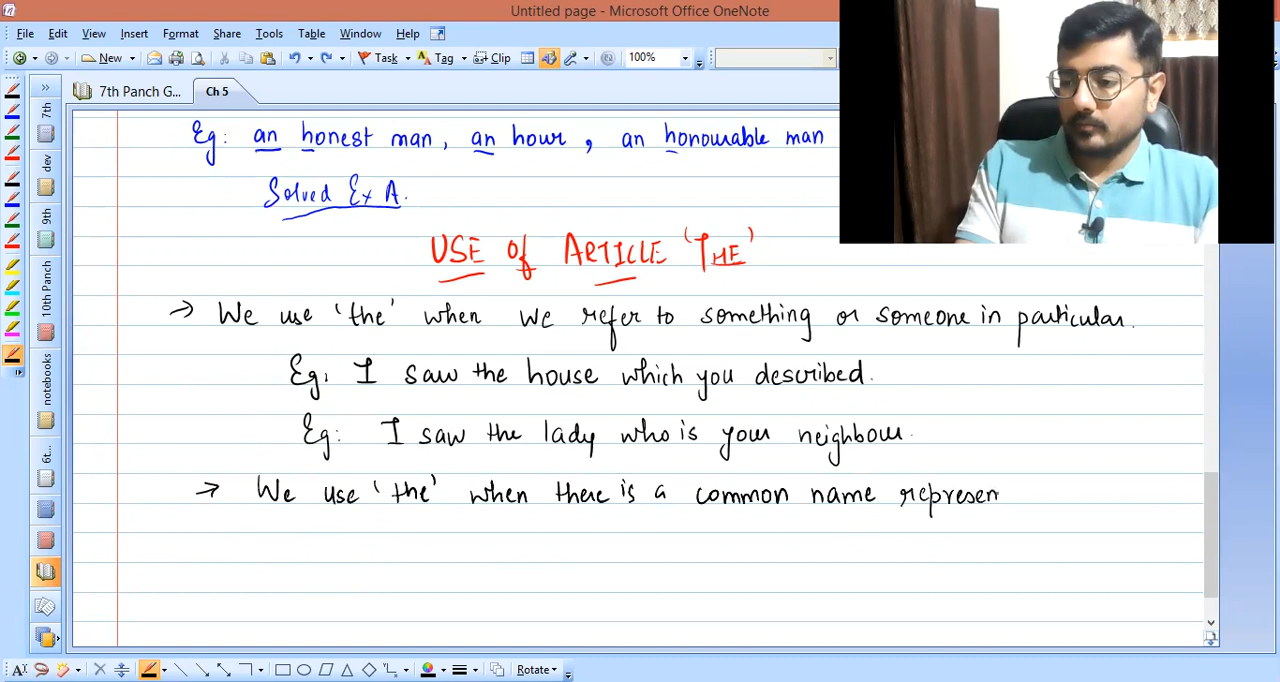 Untitled page - Microsoft Office OneNote
File Edit View Insert Format Share Tools Table Window Help
New Task Tag Clip 100%
7th Panch G... Ch 5
7th
dev
9th
10th Panch
notebooks
6t...
Eg: an honest man, an hour, an honourable man
Solved Ex A.
USE of ARTICLE 'THE'
→ We use 'the' when we refer to something or someone in particular.
Eg. I saw the house which you described.
Eg: I saw the lady who is your neighbour.
→ We use 'the' when there is a common name represen
Rotate